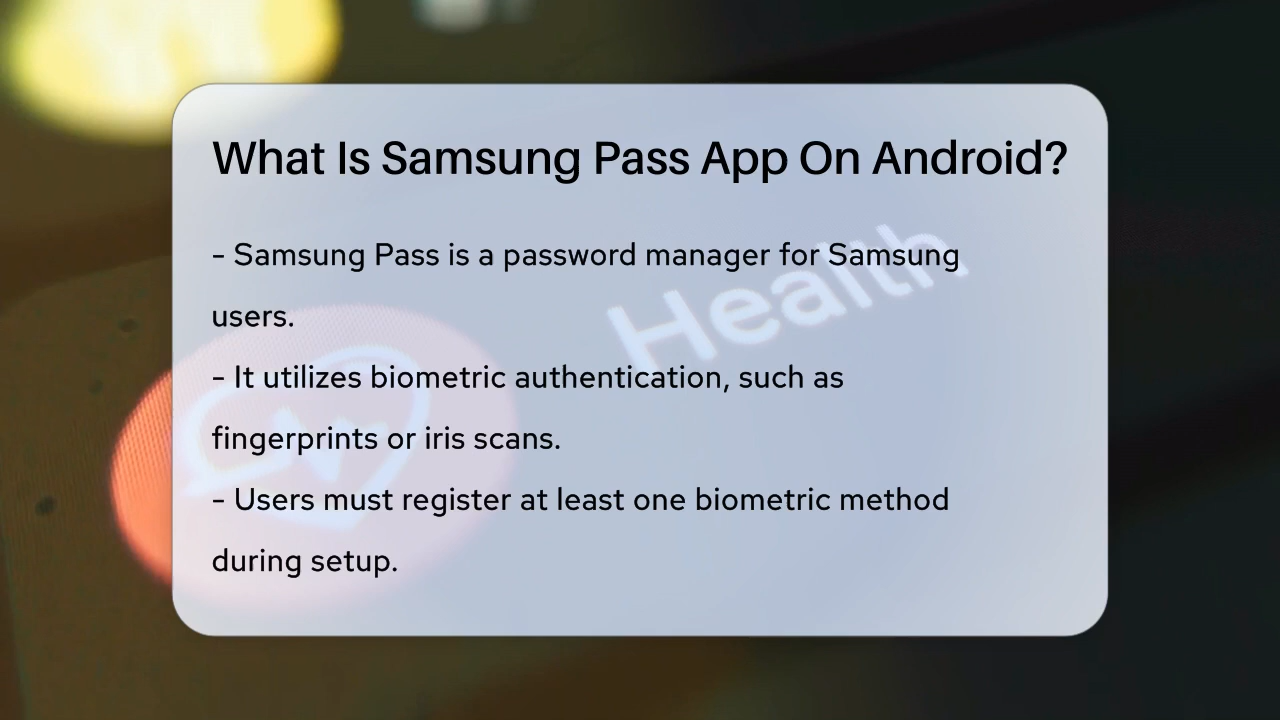 What Is Samsung Pass App On Android?
- Samsung Pass is a password manager for Samsung
users.
Health
- It utilizes biometric authentication, such as
fingerprints or iris scans.
- Users must register at least one biometric method
during setup.